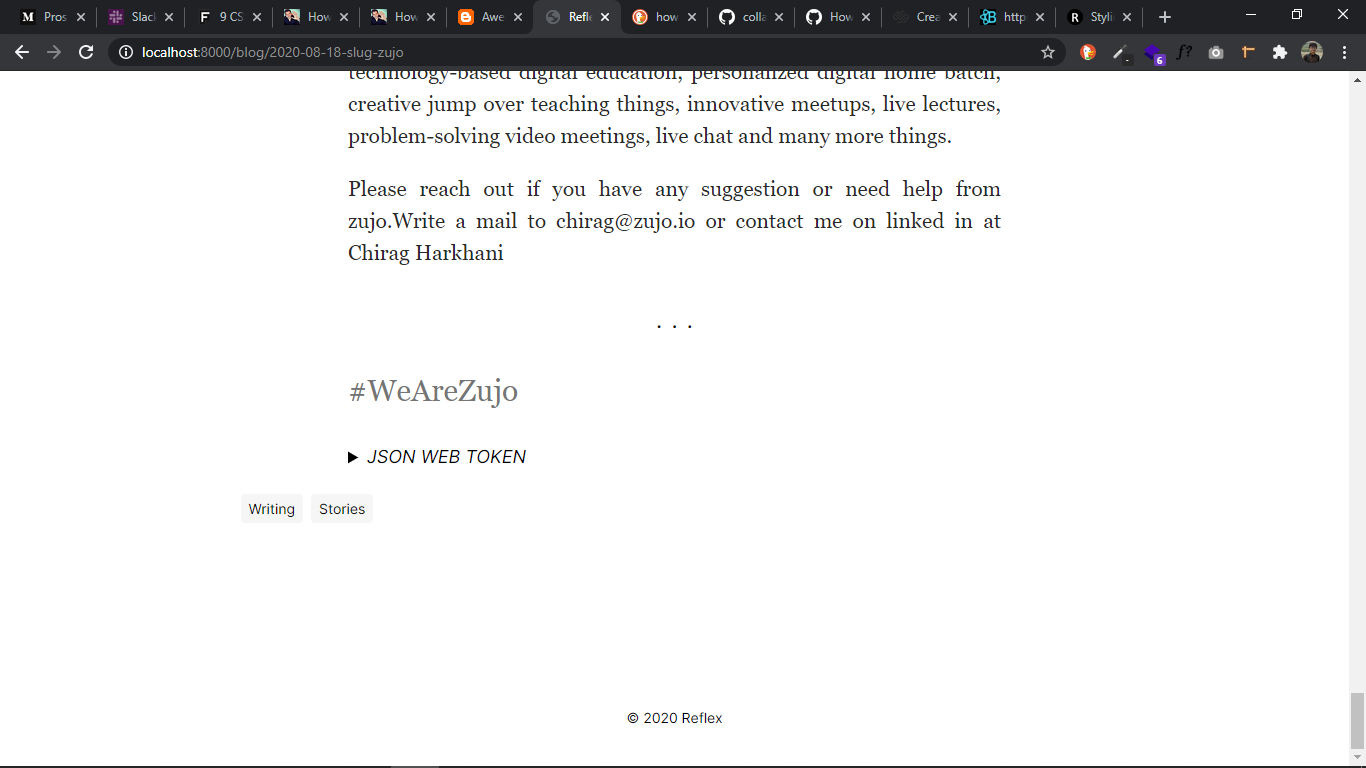 Pros
Slac
9 CS
How
How
Awe
Refle
how
colla
How
Crea
http
Styli
localhost:8000/blog/2020-08-18-slug-zujo
6
f?
technology-based digital education, personalized digital home batch,
creative jump over teaching things, innovative meetups, live lectures,
problem-solving video meetings, live chat and many more things.
Please reach out if you have any suggestion or need help from
zujo.Write a mail to chirag@zujo.io or contact me on linked in at
Chirag Harkhani
. . .
#WeAreZujo
JSON WEB TOKEN
Writing Stories
© 2020 Reflex